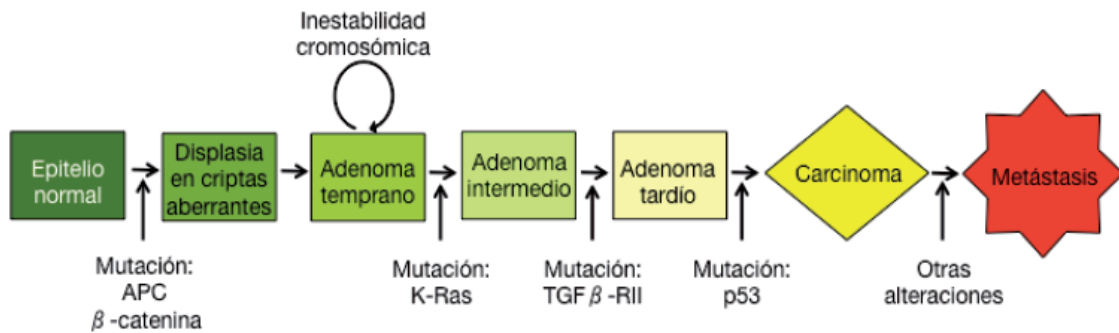 Inestabilidad
cromosómica
Epitelio
normal
Displasia
en criptas
aberrantes
Adenoma
temprano
Adenoma
intermedio
Adenoma
tardío
Carcinoma
Metástasis
Mutación:
APC
β-catenina
Mutación:
K-Ras
Mutación:
TGF β-RII
Mutación:
p53
Otras
alteraciones